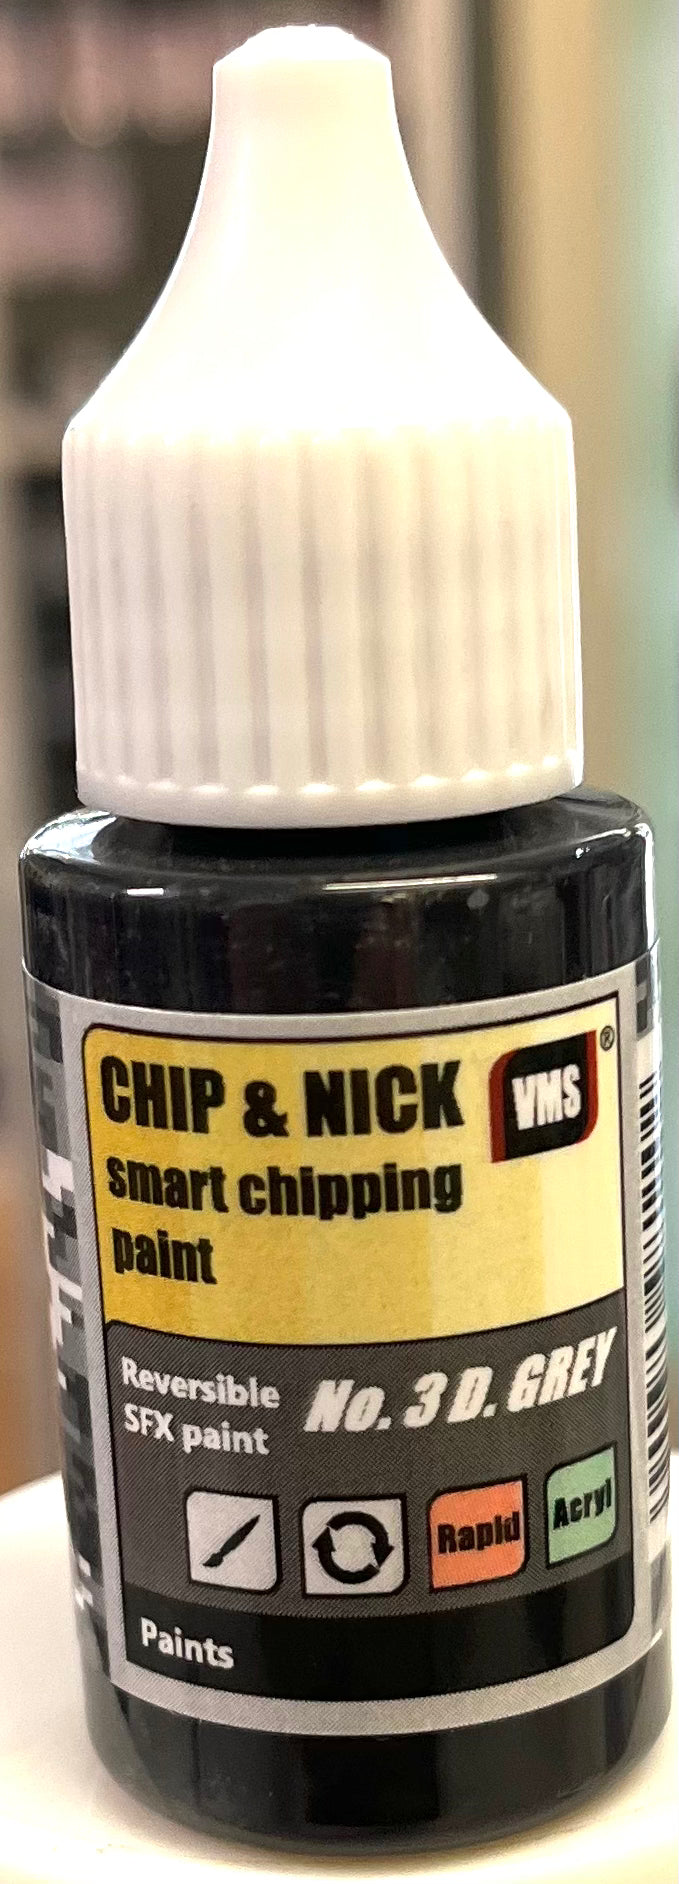 CHIP & NICK
VMS®
smart chipping
paint
Reversible
SFX paint
No. 3 D. GREY
Rapid
Acryl
Paints